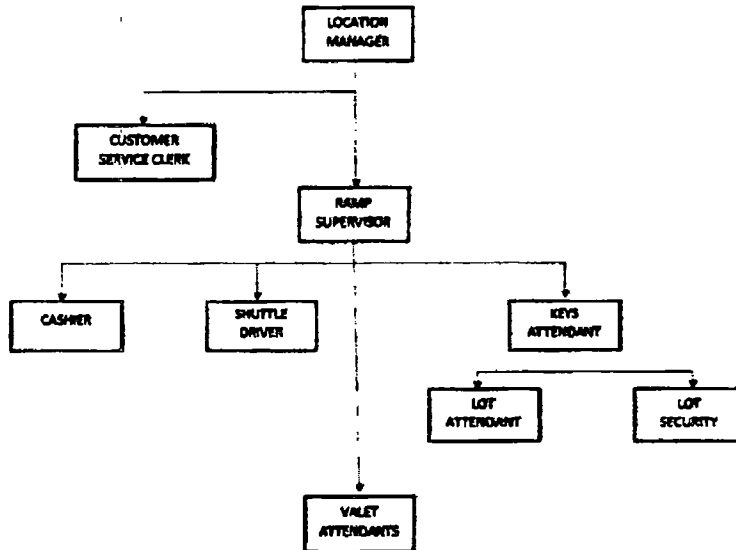 LOCATION
MANAGER
CUSTOMER
SERVICE CLERK
RAMP
SUPERVISOR
CASHIER
SHUTTLE
DRIVER
KEYS
ATTENDANT
LOT
ATTENDANT
LOT
SECURITY
VALET
ATTENDANTS